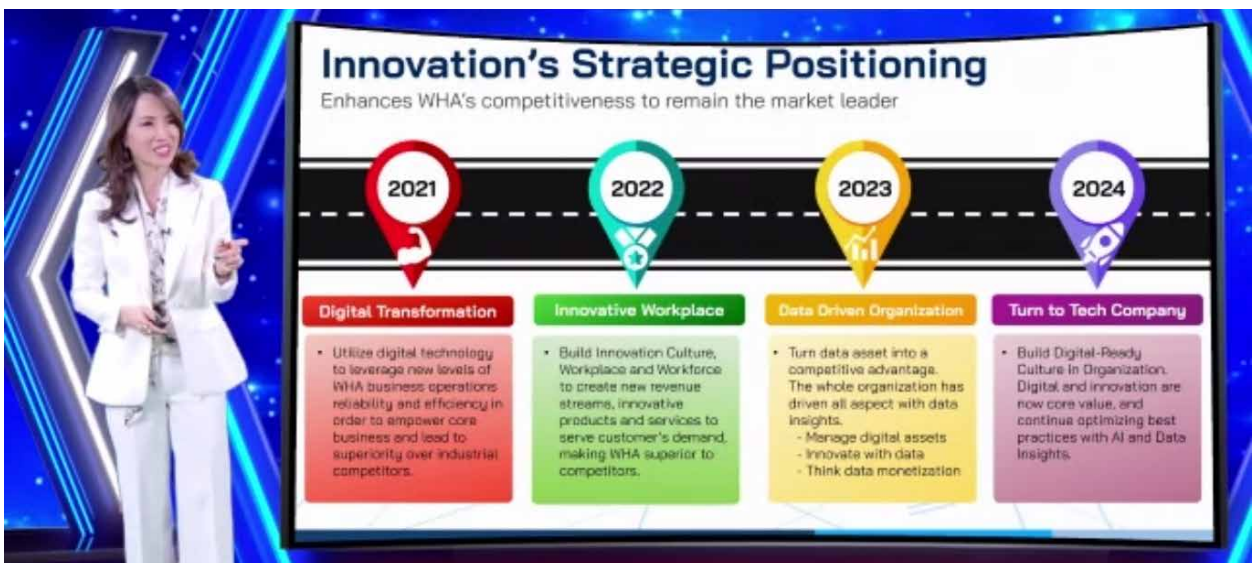 Innovation's Strategic Positioning
Enhances WHA's competitiveness to remain the market leader
2021
2022
2023
2024
Digital Transformation
• Utilize digital technology
to leverage new levels of
WHA business operations
reliability and efficiency in
order to empower core
business and lead to
superiority over industrial
competitors.
Innovative Workplace
• Build Innovation Culture,
Workplace and Workforce
to create new revenue
streams, innovative
products and services to
serve customer's demand,
making WHA superior to
competitors.
Data Driven Organization
• Turn data asset into a
competitive advantage.
The whole organization has
driven all aspect with data
insights.
- Manage digital assets
- Innovate with data
- Think data monetization
Turn to Tech Company
• Build Digital-Ready
Culture in Organization.
Digital and innovation are
now core value, and
continue optimizing best
practices with AI and Data
Insights.